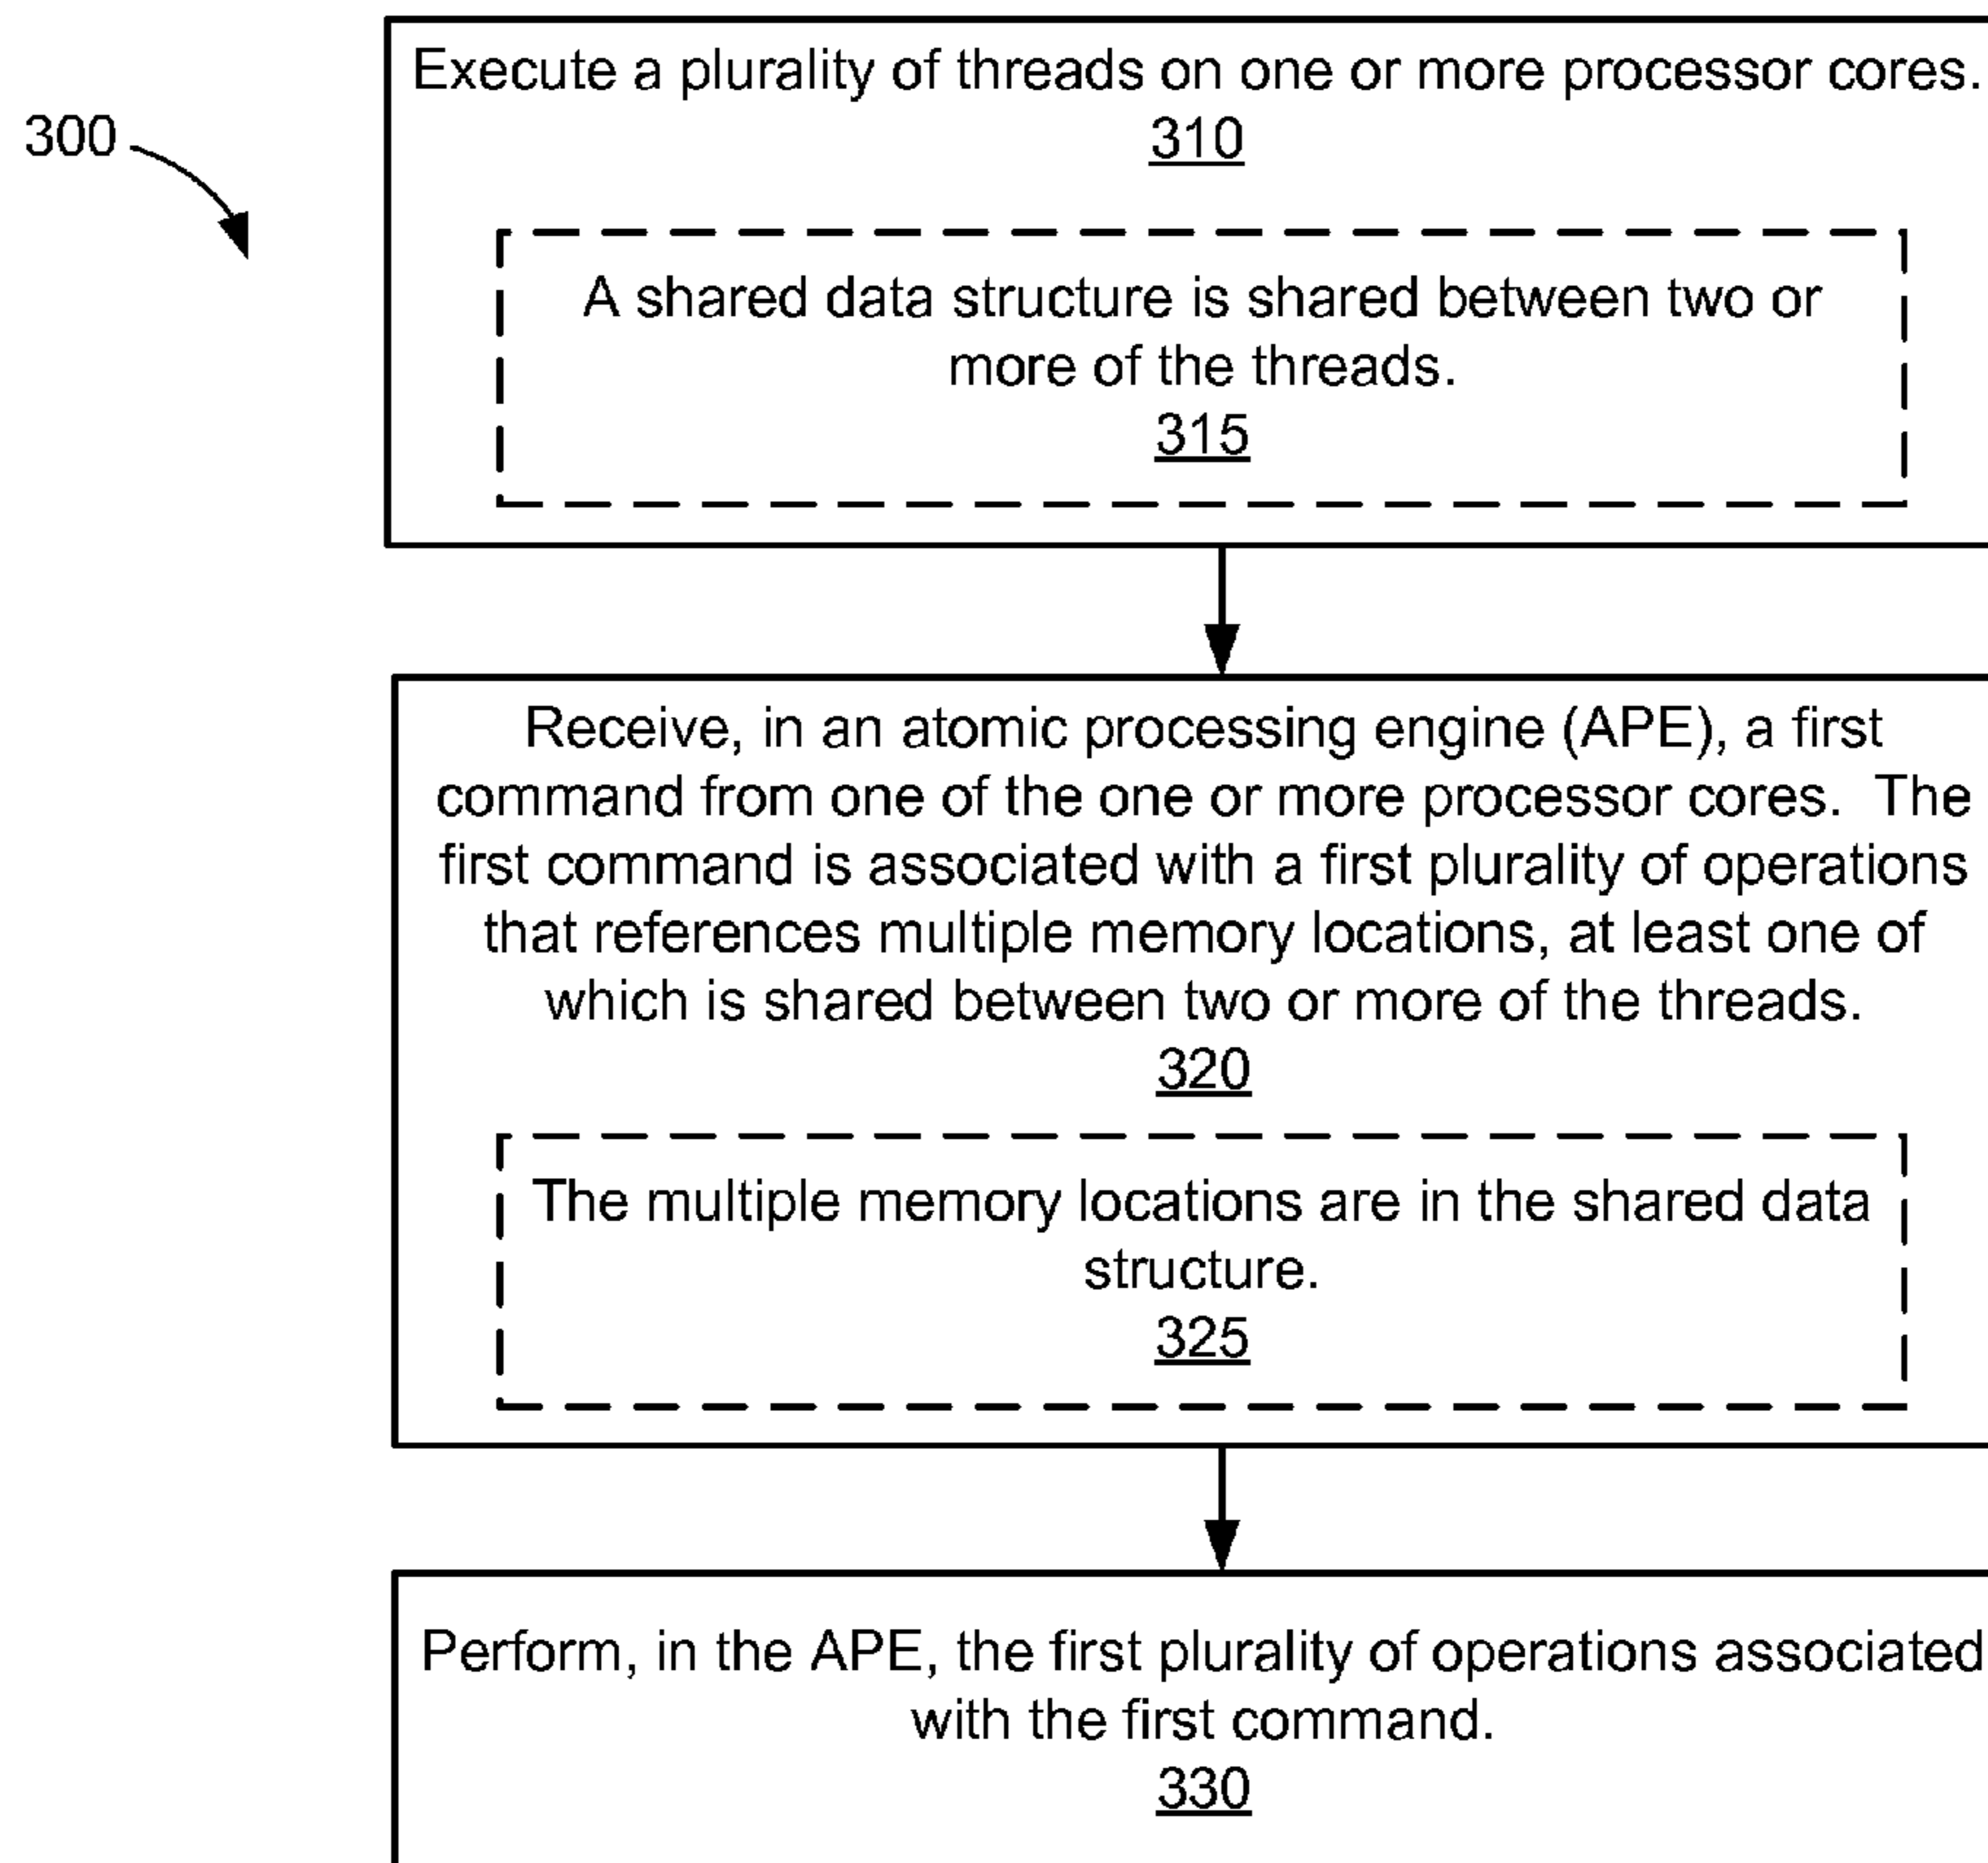 Execute a plurality of threads on one or more processor cores.
310
300
A shared data structure is shared between two or
more of the threads.
315
Receive, in an atomic processing engine (APE), a first
command from one of the one or more processor cores. The
first command is associated with a first plurality of operations
that references multiple memory locations, at least one of
which is shared between two or more of the threads.
320
The multiple memory locations are in the shared data
structure.
325
Perform, in the APE, the first plurality of operations associated
with the first command.
330